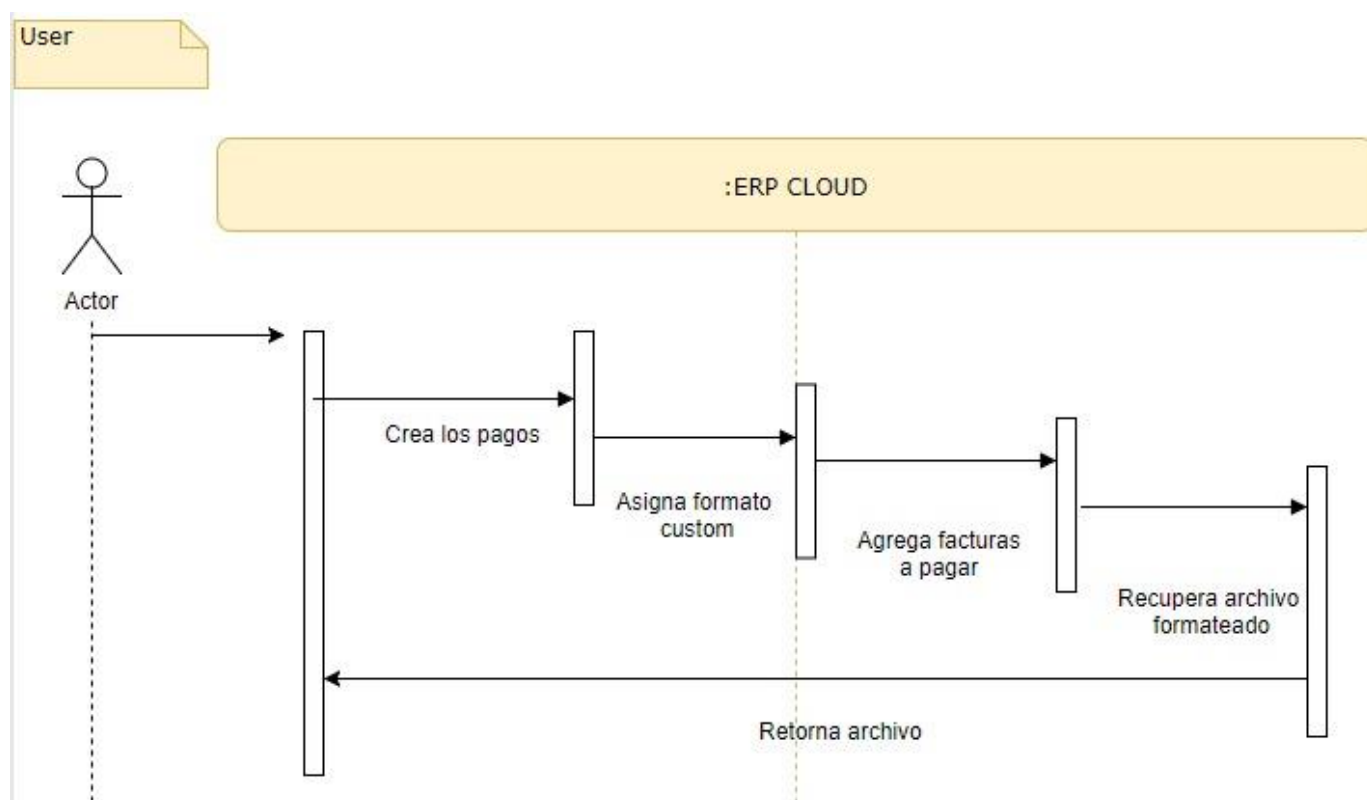 User
:ERP CLOUD
Actor
Crea los pagos
Asigna formato
custom
Agrega facturas
a pagar
Recupera archivo
formateado
Retorna archivo